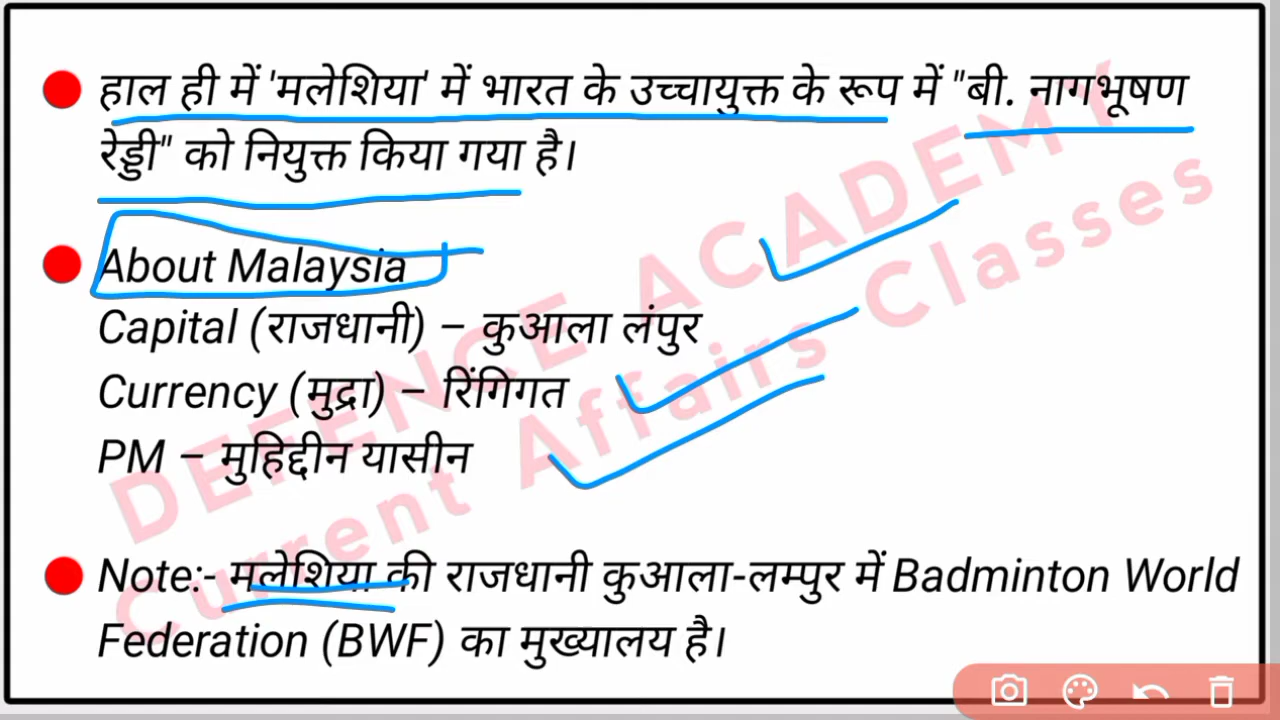 हाल ही में 'मलेशिया' में भारत के उच्चायुक्त के रूप में "बी. नागभूषण
रेड्डी" को नियुक्त किया गया है।
About Malaysia
Capital (राजधानी) – कुआला लंपुर
Currency (मुद्रा) – रिंगिगत
PM – मुहिद्दीन यासीन
Note:- मलेशिया की राजधानी कुआला-लम्पुर में Badminton World
Federation (BWF) का मुख्यालय है।
DEFENCE ACADEMY
Current Affairs Classes